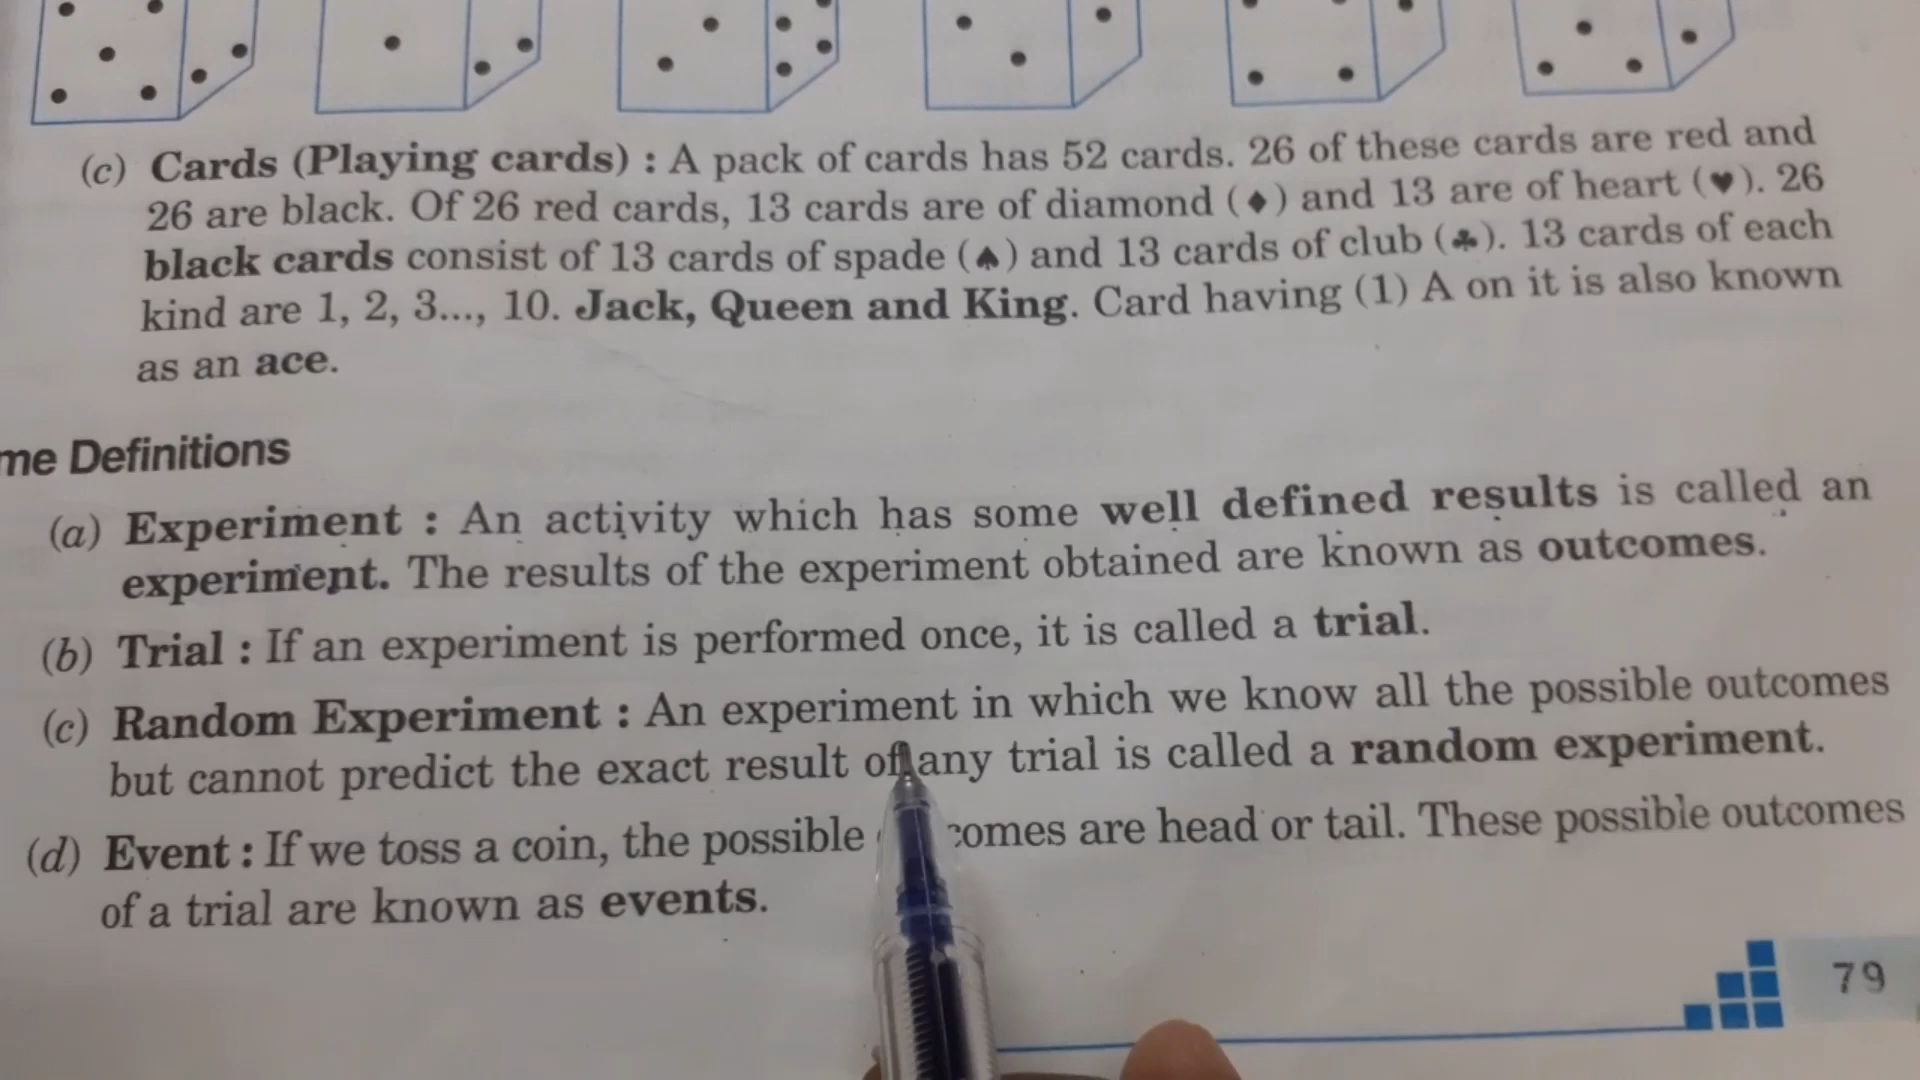 (c) Cards (Playing cards) : A pack of cards has 52 cards. 26 of these cards are red and
26 are black. Of 26 red cards, 13 cards are of diamond (♦) and 13 are of heart (♥). 26
black cards consist of 13 cards of spade (♠) and 13 cards of club (♣). 13 cards of each
kind are 1, 2, 3..., 10. Jack, Queen and King. Card having (1) A on it is also known
as an ace.
me Definitions
(a) Experiment : An activity which has some well defined results is called an
experiment. The results of the experiment obtained are known as outcomes.
(b) Trial : If an experiment is performed once, it is called a trial.
(c) Random Experiment : An experiment in which we know all the possible outcomes
but cannot predict the exact result of any trial is called a random experiment.
(d) Event : If we toss a coin, the possible comes are head or tail. These possible outcomes
of a trial are known as events.
79